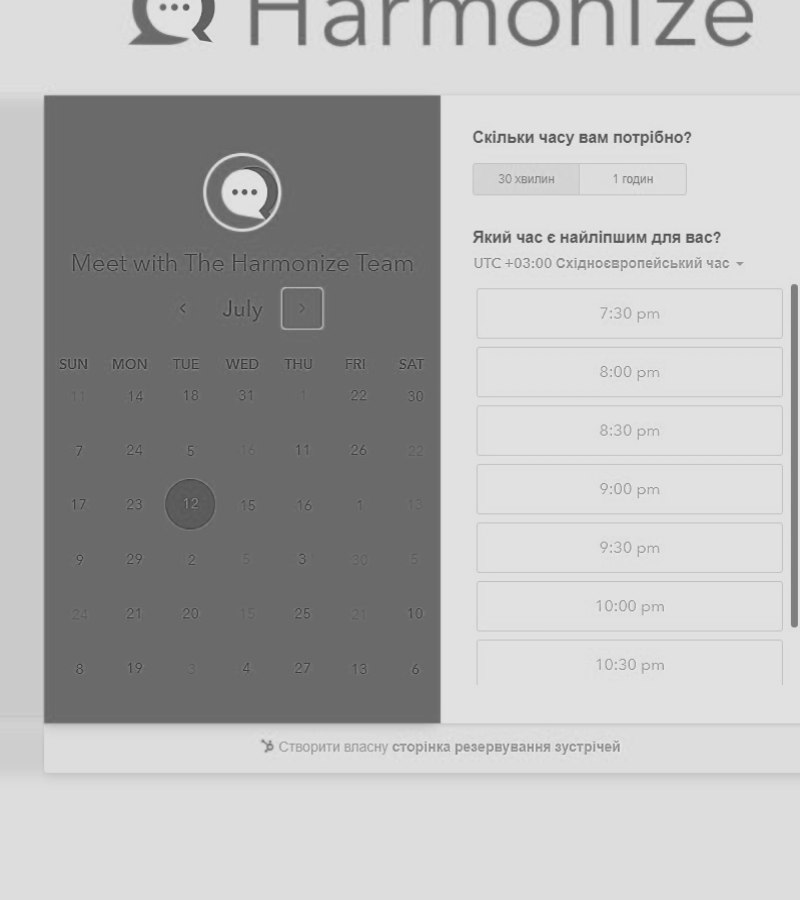 Harmonize
Meet with The Harmonize Team
July
SUN MON TUE WED THU FRI SAT
11 14 18 31 1 22 30
7 24 5 16 11 26 22
17 23 12 15 16 1 13
9 29 2 5 3 30 5
24 21 20 15 25 21 10
8 19 3 4 27 13 6
Скільки часу вам потрібно?
30 хвилин 1 годин
Який час є найліпшим для вас?
UTC +03:00 Східноєвропейський час
7:30 pm
8:00 pm
8:30 pm
9:00 pm
9:30 pm
10:00 pm
10:30 pm
Створити власну сторінка резервування зустрічей